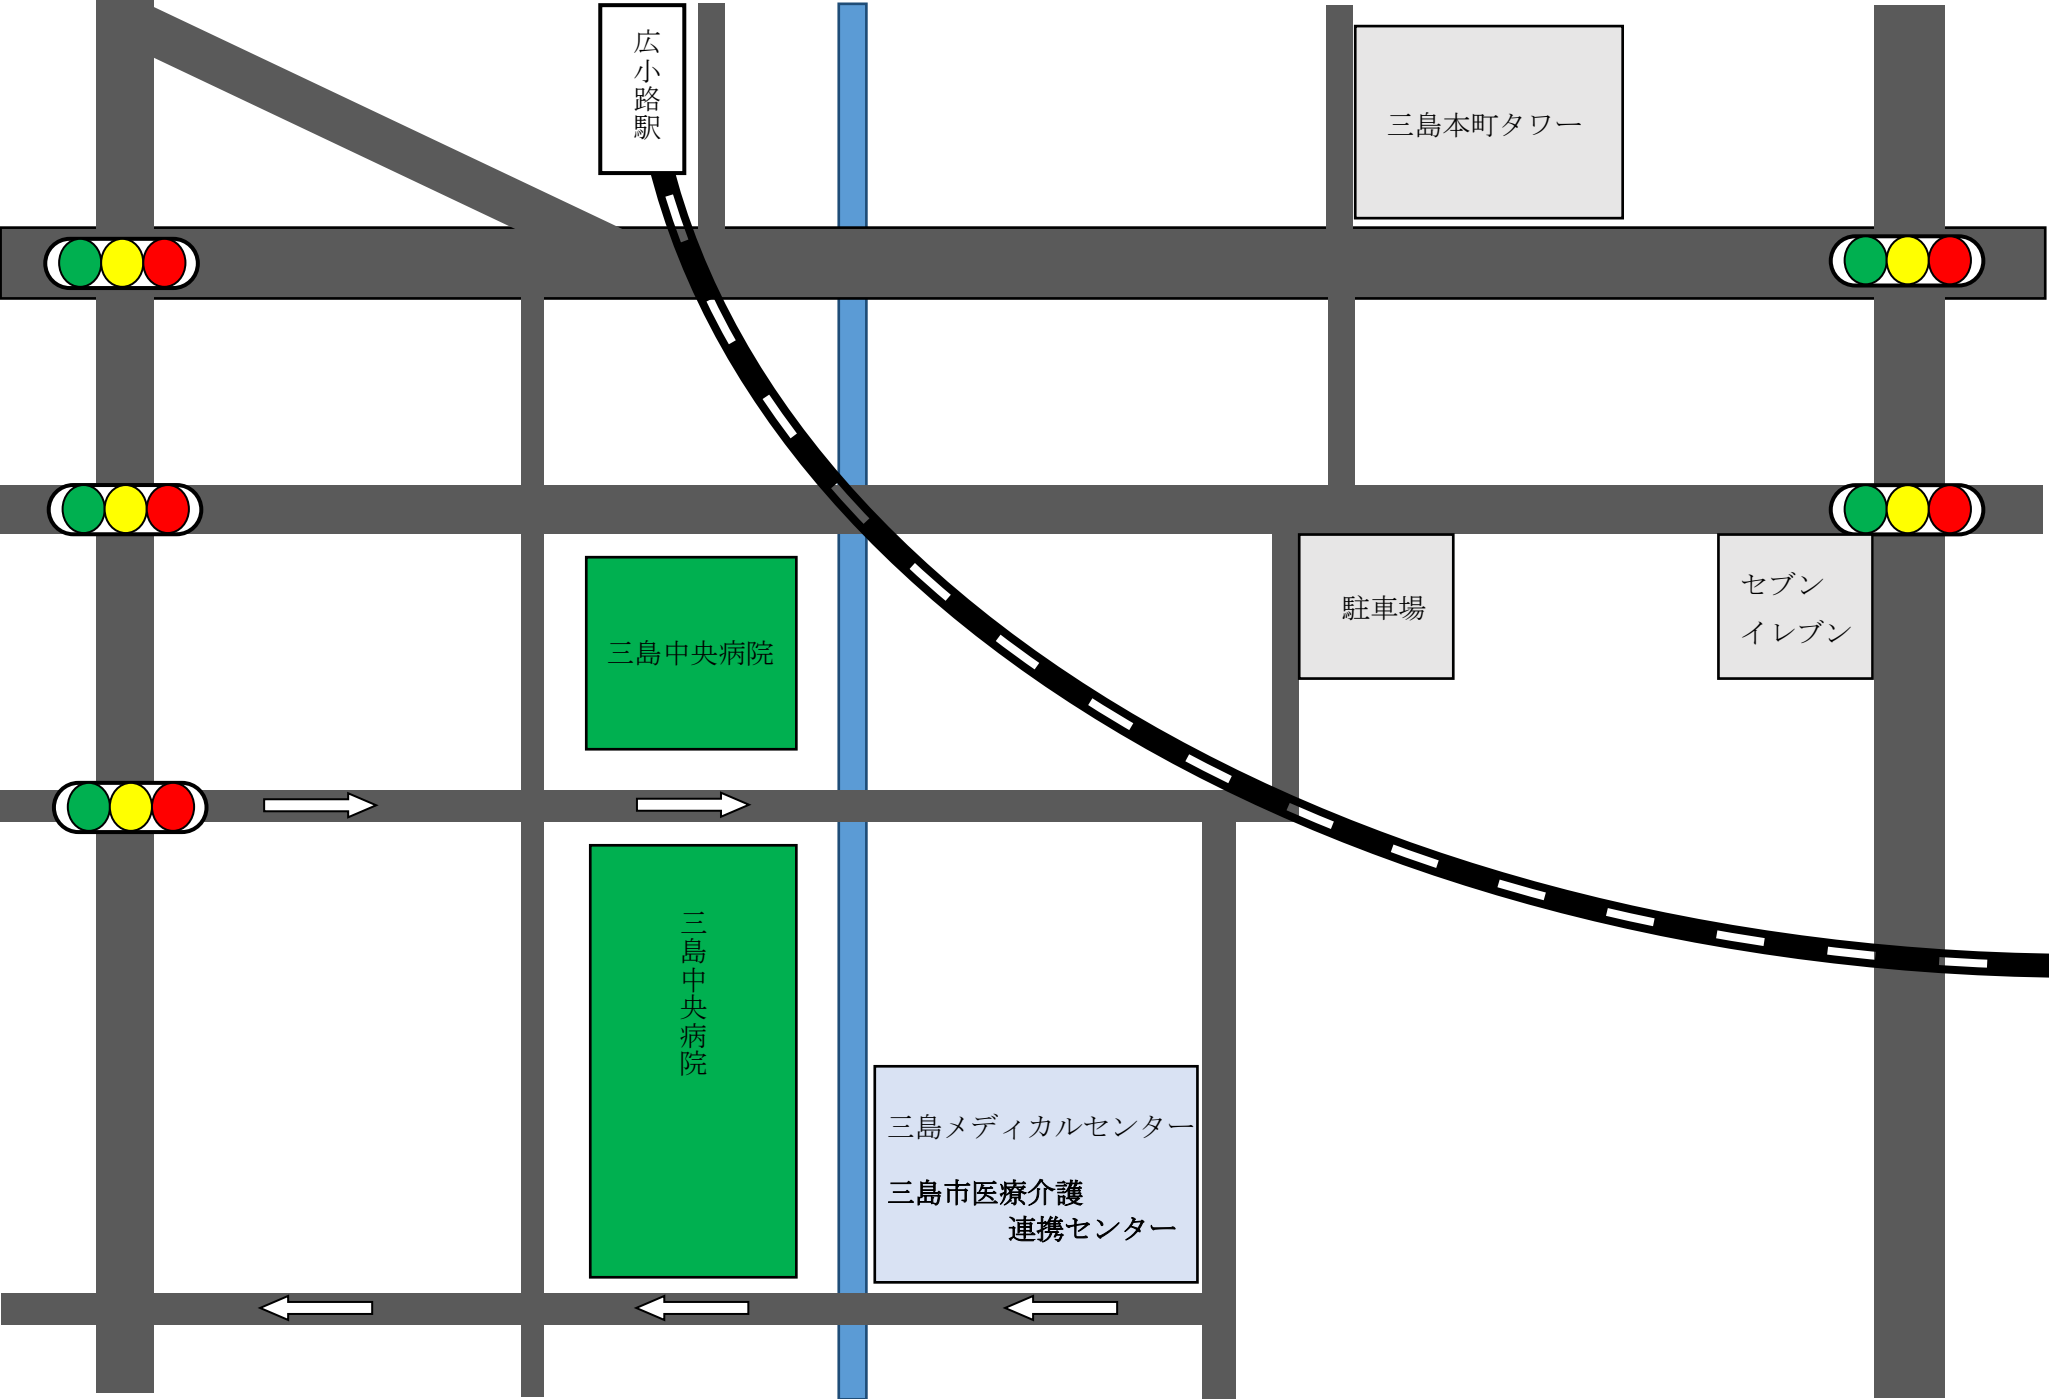 広小路駅
三島本町タワー
三島中央病院
駐車場
セブン
イレブン
三島中央病院
三島メディカルセンター
三島市医療介護
連携センター